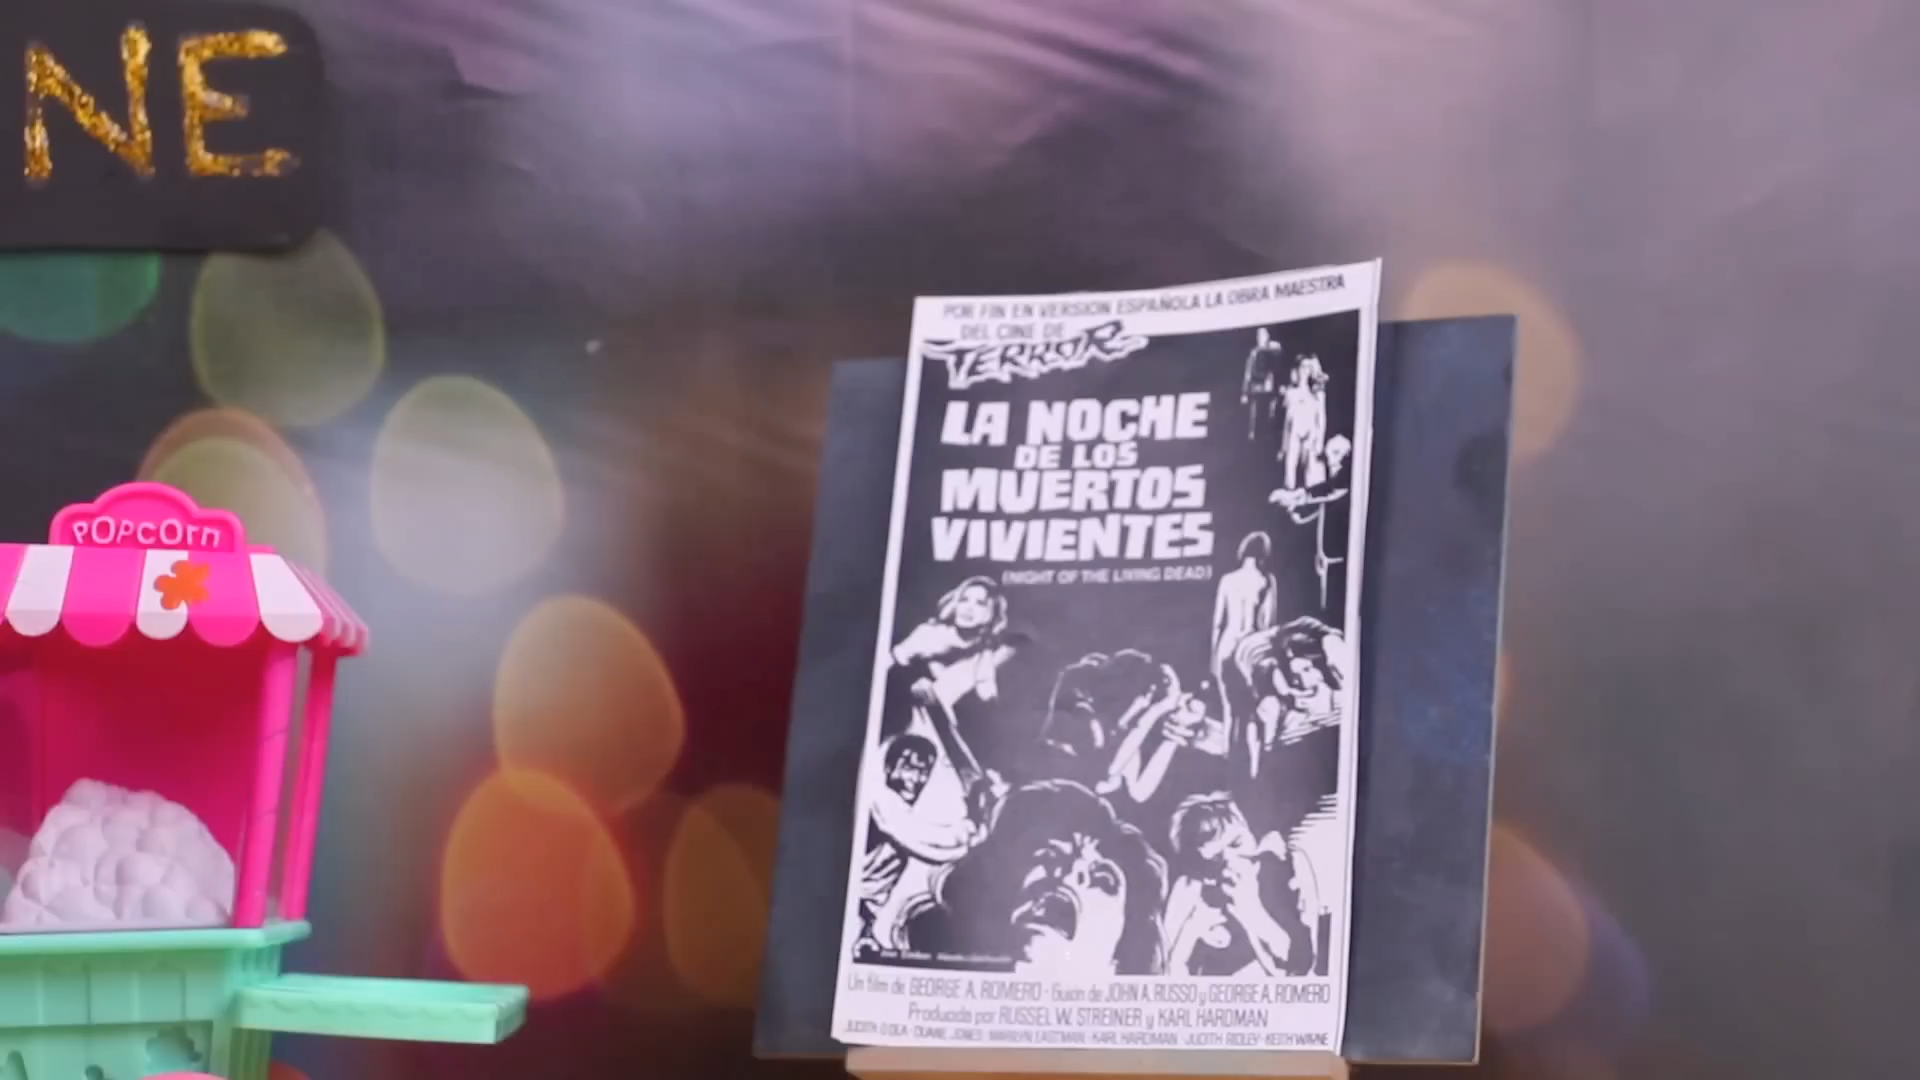 NE
POPCOrn
POR FIN EN VERSION ESPAÑOLA LA OBRA MAESTRA
DEL CINE DE
TERROR
LA NOCHE
DE LOS
MUERTOS
VIVIENTES
(NIGHT OF THE LIVING DEAD)
Un film de GEORGE A. ROMERO - Guión de JOHN A. RUSSO y GEORGE A. ROMERO
Producida por RUSSEL W. STREINER y KARL HARDMAN
JUDITH O'DEA · DUANE JONES · MARILYN EASTMAN · KARL HARDMAN · JUDITH RIDLEY · KEITH WAYNE